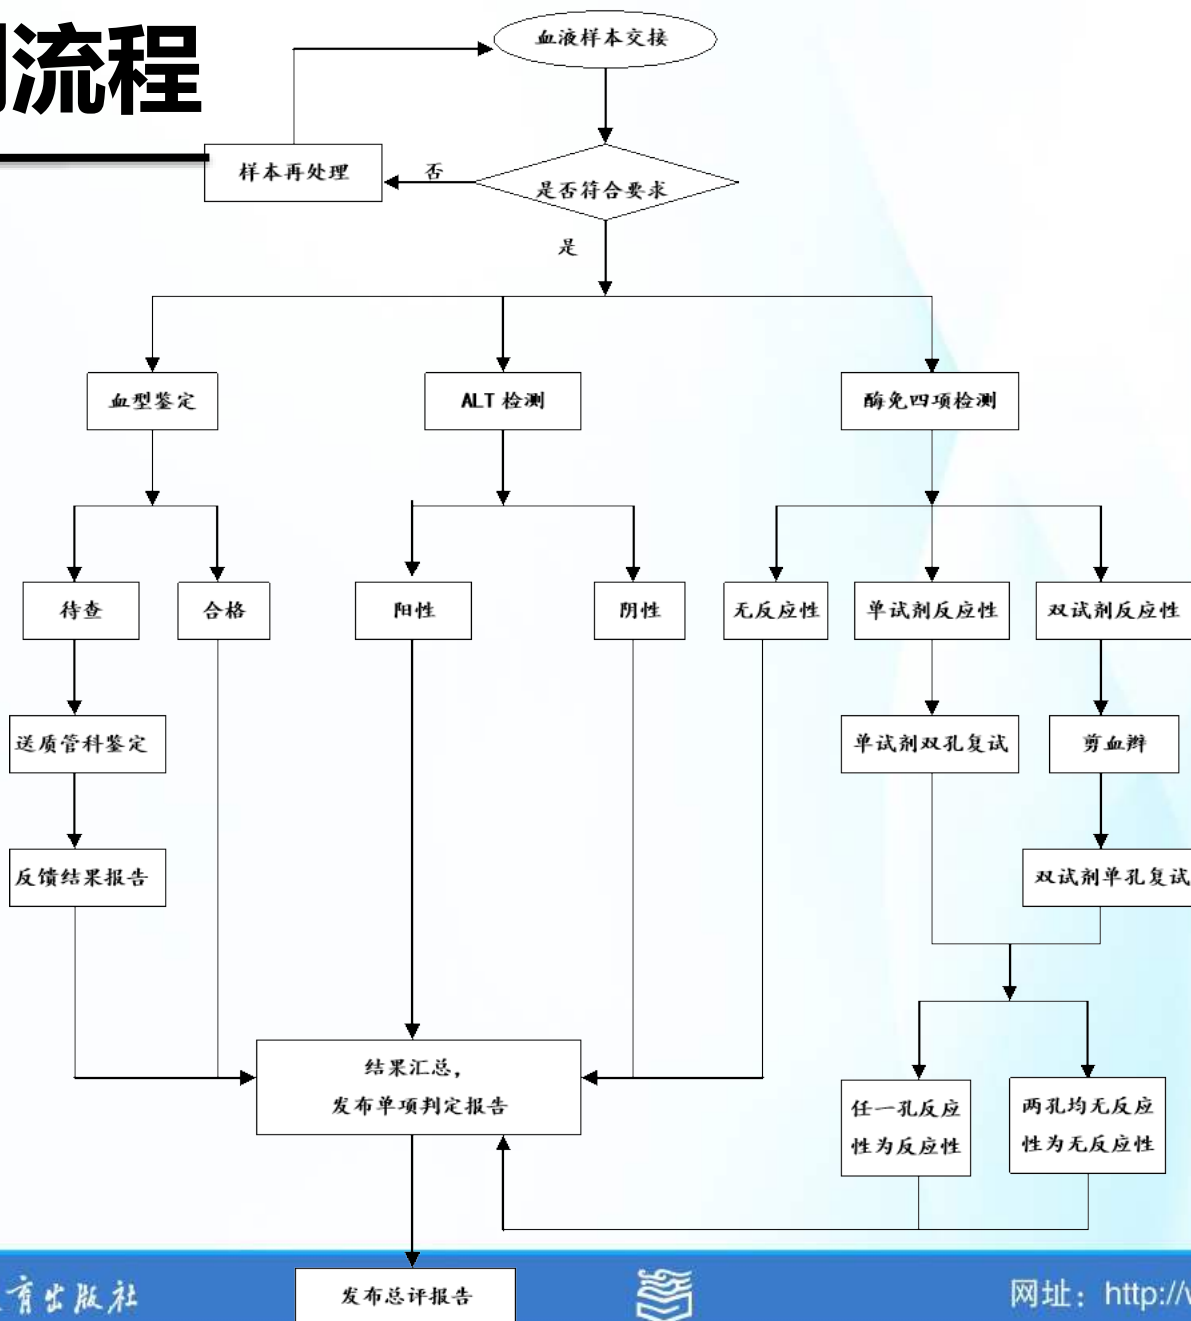 流程
血液样本交接
样本再处理
否
是否符合要求
是
血型鉴定
ALT 检测
酶免四项检测
待查
合格
阳性
阴性
无反应性
单试剂反应性
双试剂反应性
送质管科鉴定
单试剂双孔复试
剪血辫
反馈结果报告
双试剂单孔复试
结果汇总，
发布单项判定报告
任一孔反应
性为反应性
两孔均无反应
性为无反应性
发布总评报告
育出版社
网址：http://